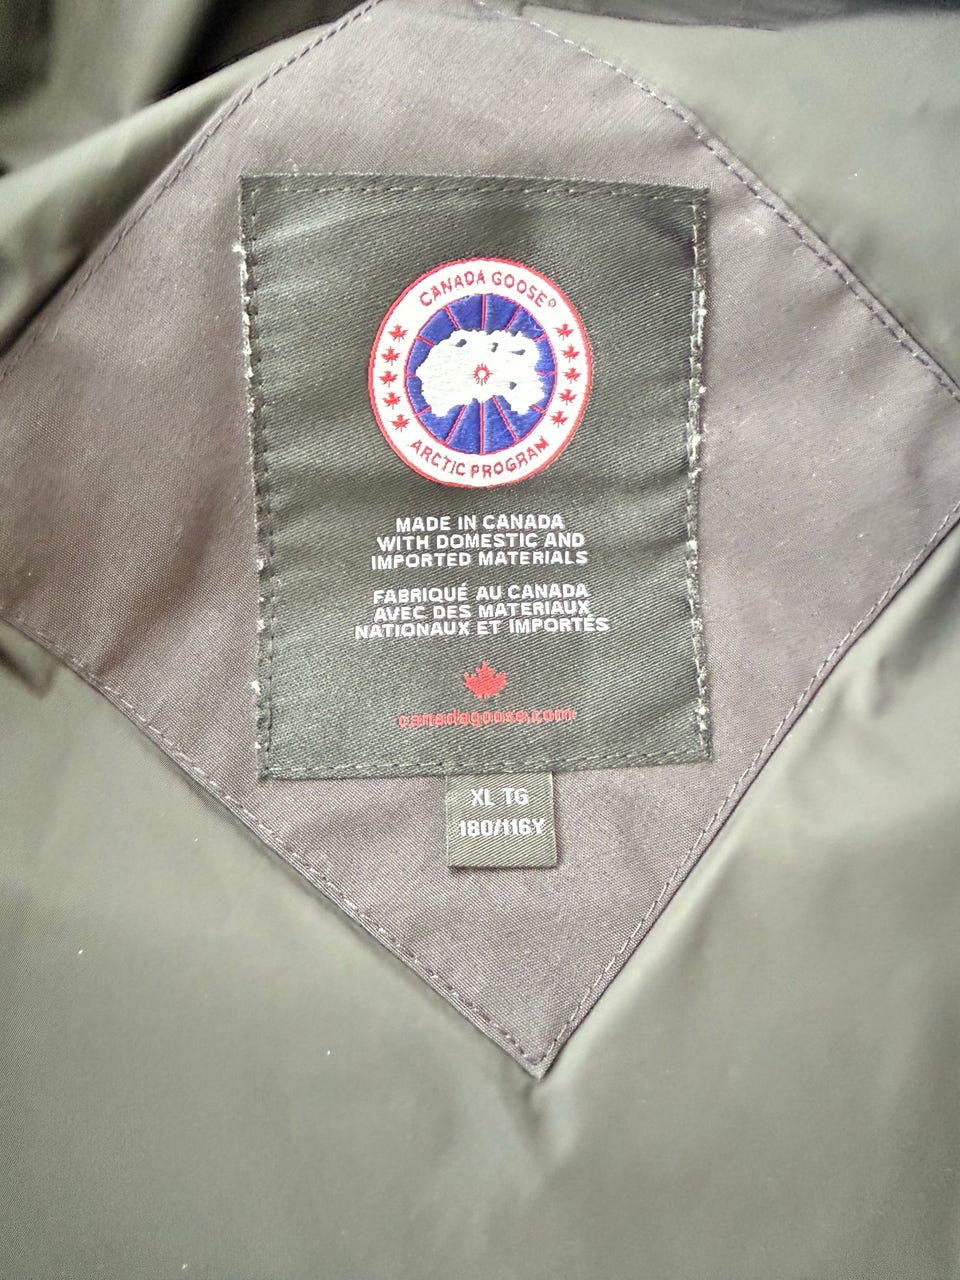 CANADA GOOSE®
ARCTIC PROGRAM
MADE IN CANADA
WITH DOMESTIC AND
IMPORTED MATERIALS
FABRIQUÉ AU CANADA
AVEC DES MATERIAUX
NATIONAUX ET IMPORTÉS
canadagoose.com
XL TG
180/116Y